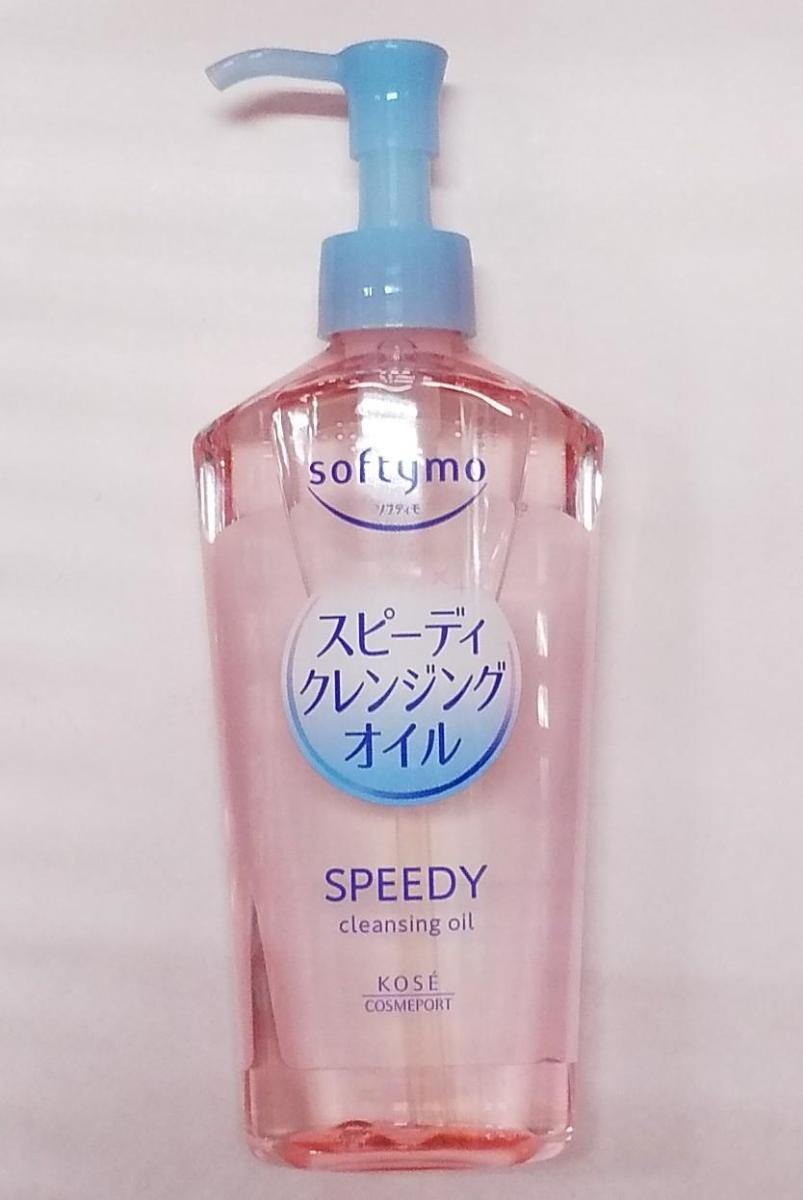 softymo
ソフティモ
スピーディ
クレンジング
オイル
SPEEDY
cleansing oil
KOSÉ
COSMEPORT